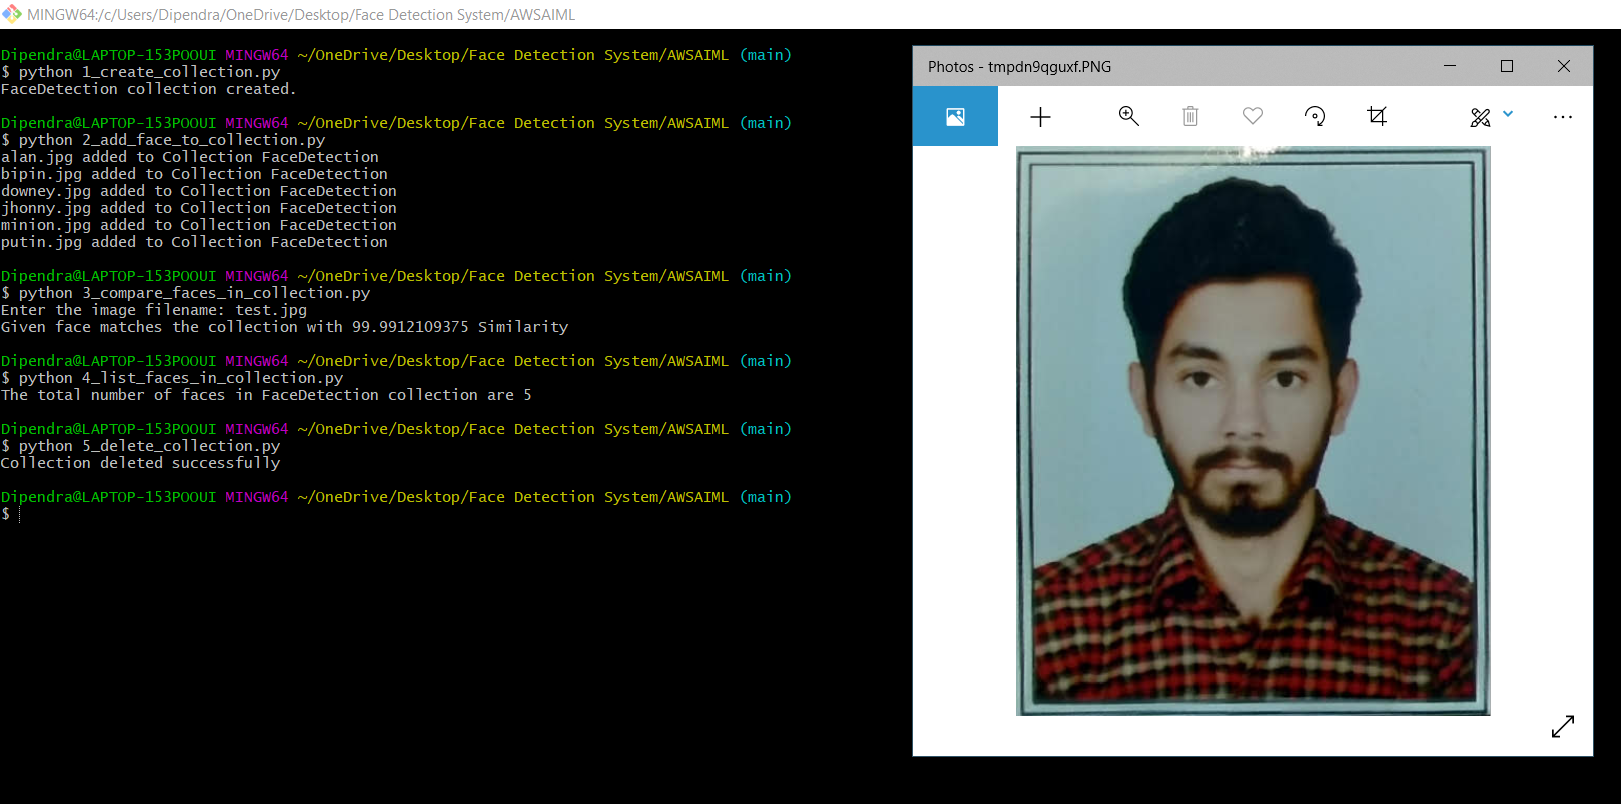 MINGW64:/c/Users/Dipendra/OneDrive/Desktop/Face Detection System/AWSAIML
Dipendra@LAPTOP-153POOUI MINGW64 ~/OneDrive/Desktop/Face Detection System/AWSAIML (main)
$ python 1_create_collection.py
FaceDetection collection created.
Dipendra@LAPTOP-153POOUI MINGW64 ~/OneDrive/Desktop/Face Detection System/AWSAIML (main)
$ python 2_add_face_to_collection.py
alan.jpg added to Collection FaceDetection
bipin.jpg added to Collection FaceDetection
downey.jpg added to Collection FaceDetection
jhonny.jpg added to Collection FaceDetection
minion.jpg added to Collection FaceDetection
putin.jpg added to Collection FaceDetection
Dipendra@LAPTOP-153POOUI MINGW64 ~/OneDrive/Desktop/Face Detection System/AWSAIML (main)
$ python 3_compare_faces_in_collection.py
Enter the image filename: test.jpg
Given face matches the collection with 99.9912109375 Similarity
Dipendra@LAPTOP-153POOUI MINGW64 ~/OneDrive/Desktop/Face Detection System/AWSAIML (main)
$ python 4_list_faces_in_collection.py
The total number of faces in FaceDetection collection are 5
Dipendra@LAPTOP-153POOUI MINGW64 ~/OneDrive/Desktop/Face Detection System/AWSAIML (main)
$ python 5_delete_collection.py
Collection deleted successfully
Dipendra@LAPTOP-153POOUI MINGW64 ~/OneDrive/Desktop/Face Detection System/AWSAIML (main)
$
Photos - tmpdn9qguxf.PNG